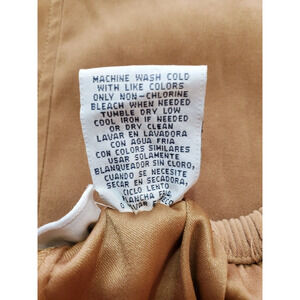 MACHINE WASH COLD
WITH LIKE COLORS
ONLY NON-CHLORINE
BLEACH WHEN NEEDED
TUMBLE DRY LOW
COOL IRON IF NEEDED
OR DRY CLEAN
LAVAR EN LAVADORA
CON AGUA FRIA
CON COLORS SIMILARES
USAR SOLAMENTE
BLANQUEADOR SIN CLORO,
CUANDO SE NECESITE
SECAR EN SECADORA,
CICLO LENTO
PLANCHA FRIA